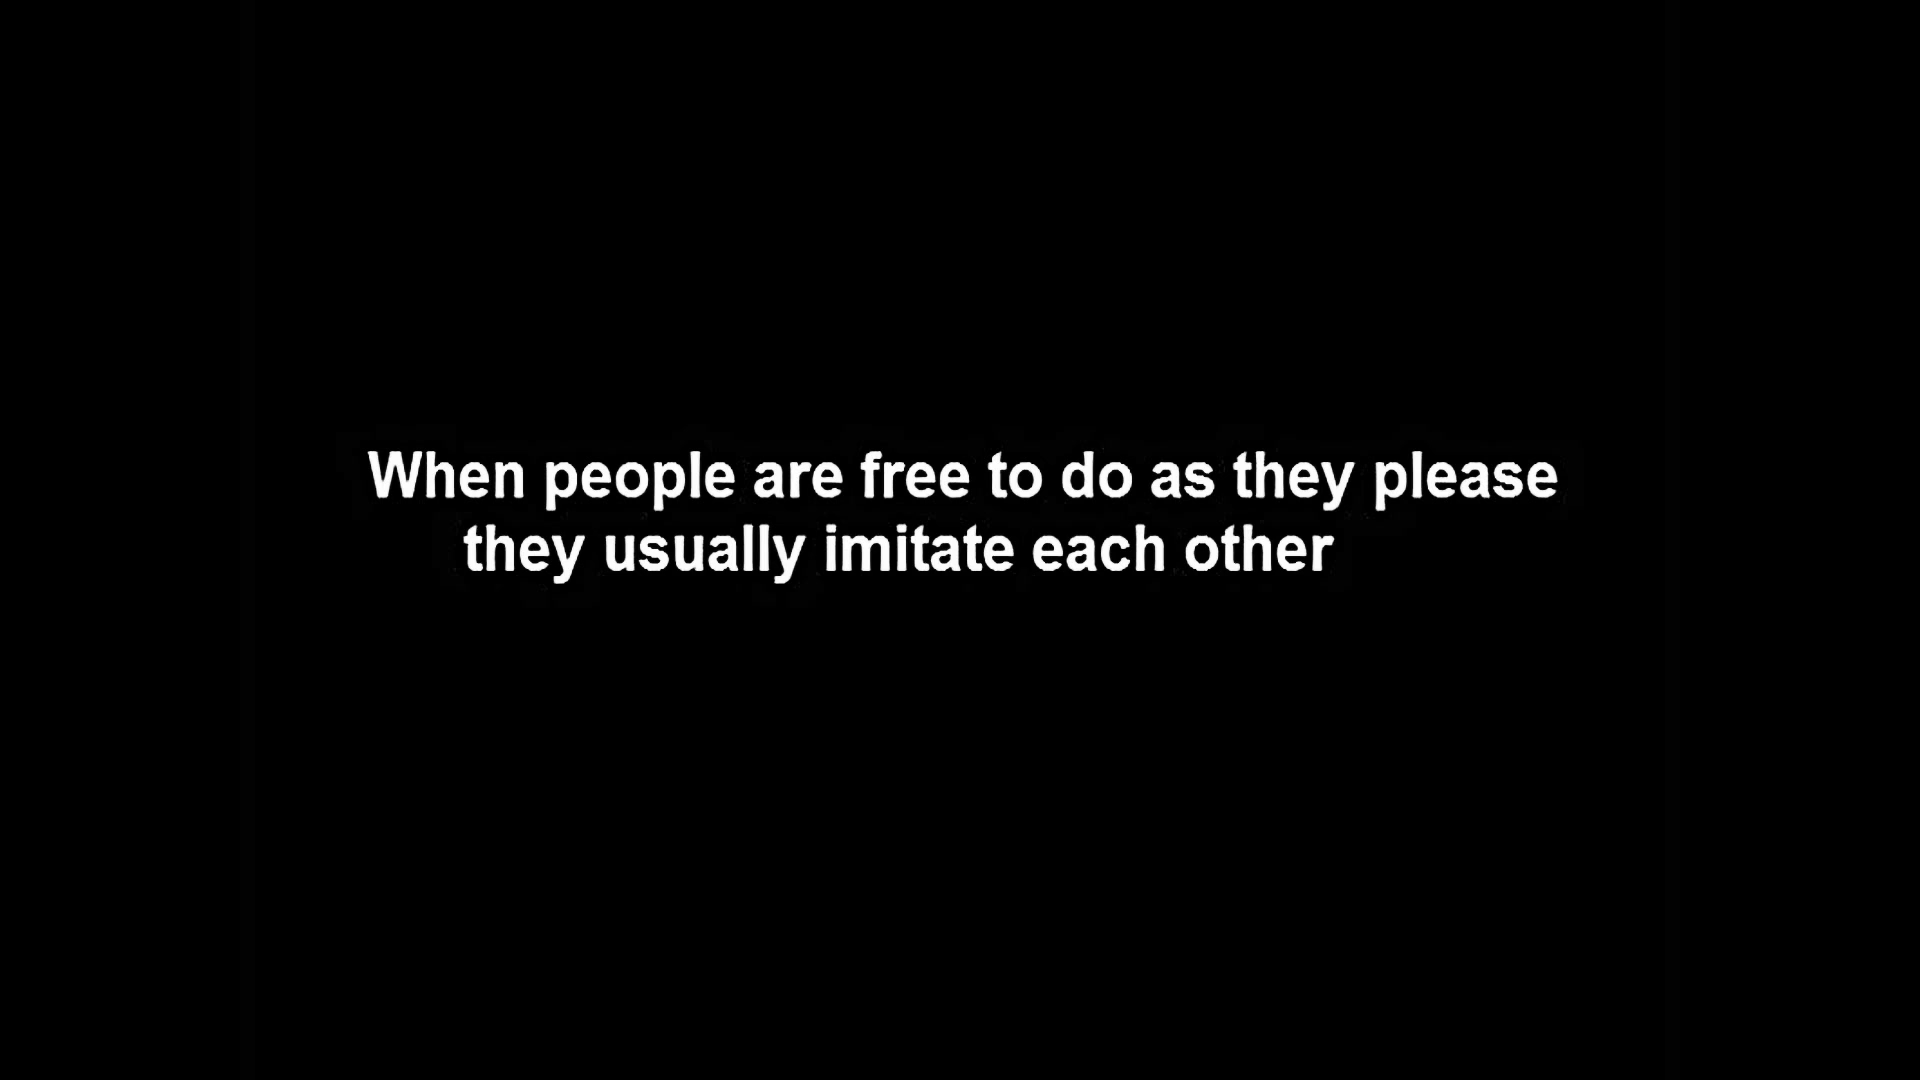 When people are free to do as they please
they usually imitate each other